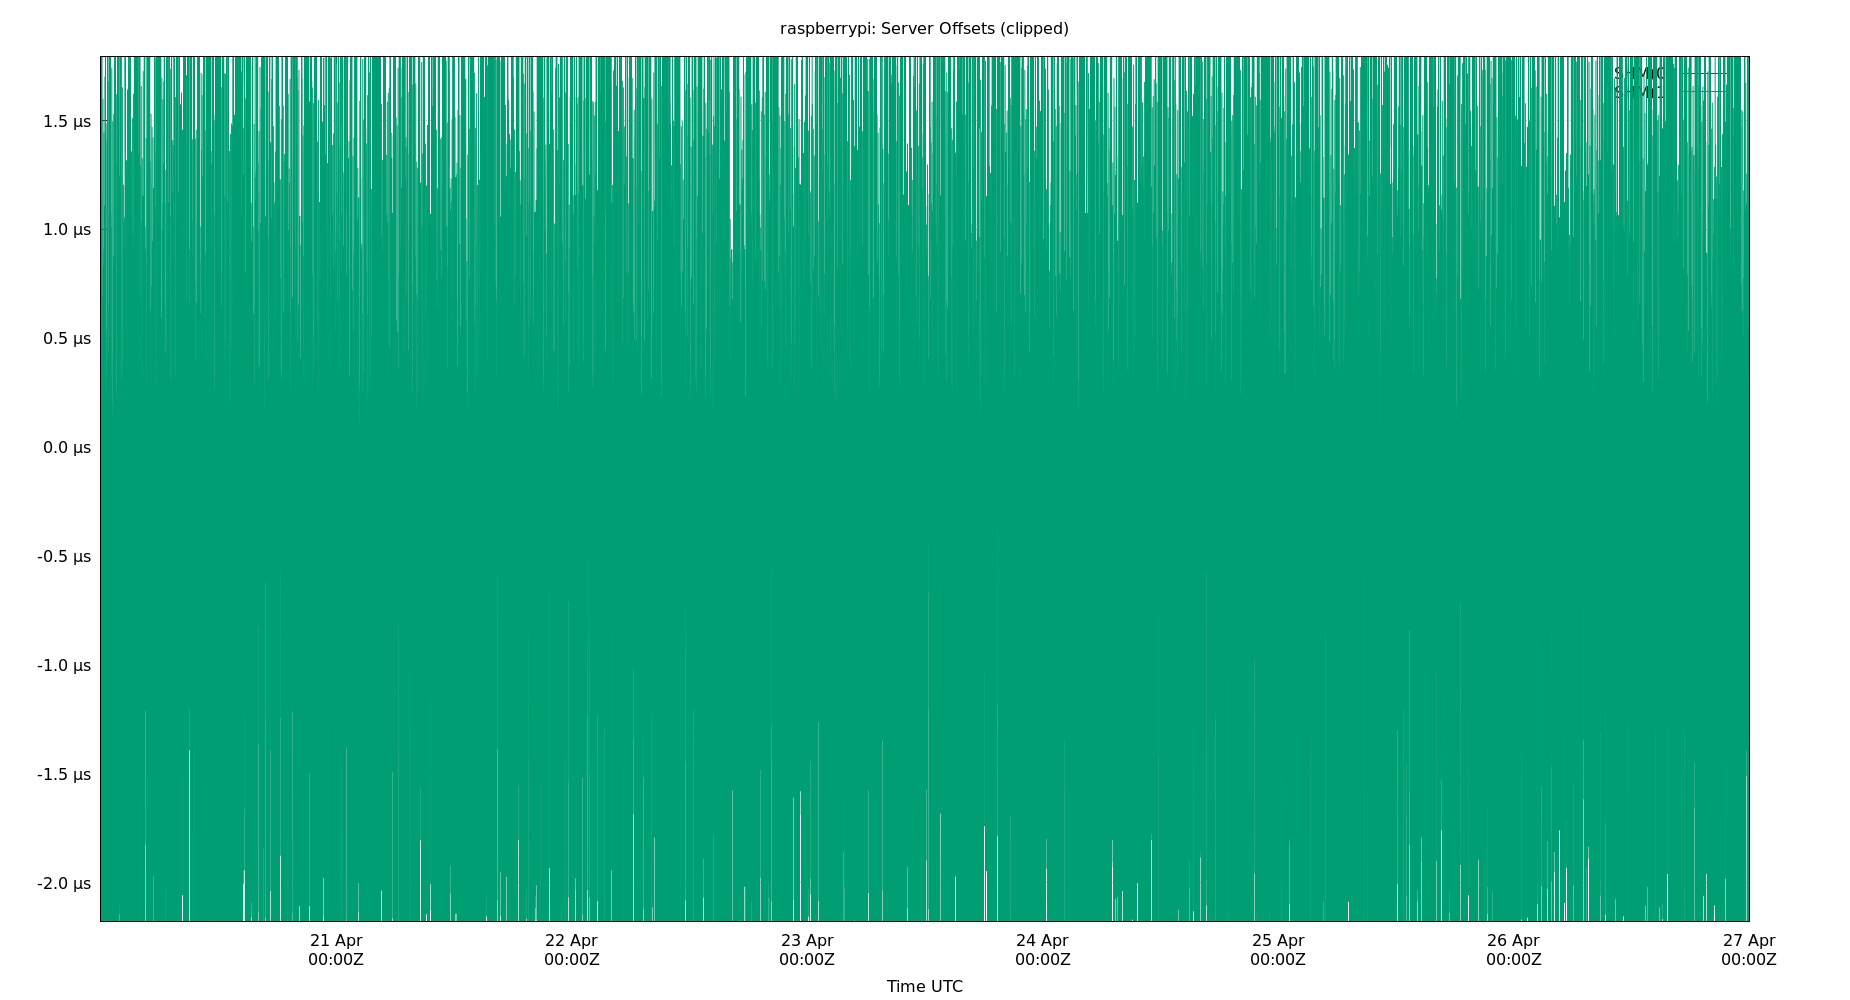 raspberrypi: Server Offsets (clipped)
1.5 µs
1.0 µs
0.5 µs
0.0 µs
-0.5 µs
-1.0 µs
-1.5 µs
-2.0 µs
21 Apr 22 Apr 23 Apr 24 Apr 25 Apr 26 Apr 27 Apr
00:00Z 00:00Z 00:00Z 00:00Z 00:00Z 00:00Z 00:00Z
Time UTC